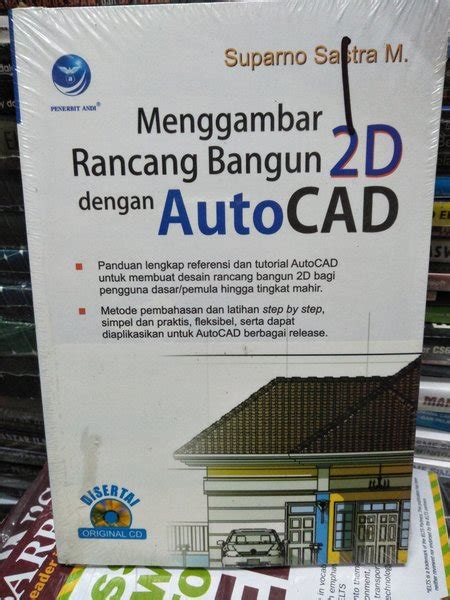 Suparno Sastra M.
PENERBIT ANDI
Menggambar
Rancang Bangun 2D
dengan AutoCAD
Panduan lengkap referensi dan tutorial AutoCAD
untuk membuat desain rancang bangun 2D bagi
pengguna dasar/pemula hingga tingkat mahir.
Metode pembahasan dan latihan step by step,
simpel dan praktis, fleksibel, serta dapat
diaplikasikan untuk AutoCAD berbagai release.
DISERTAI
ORIGINAL CD